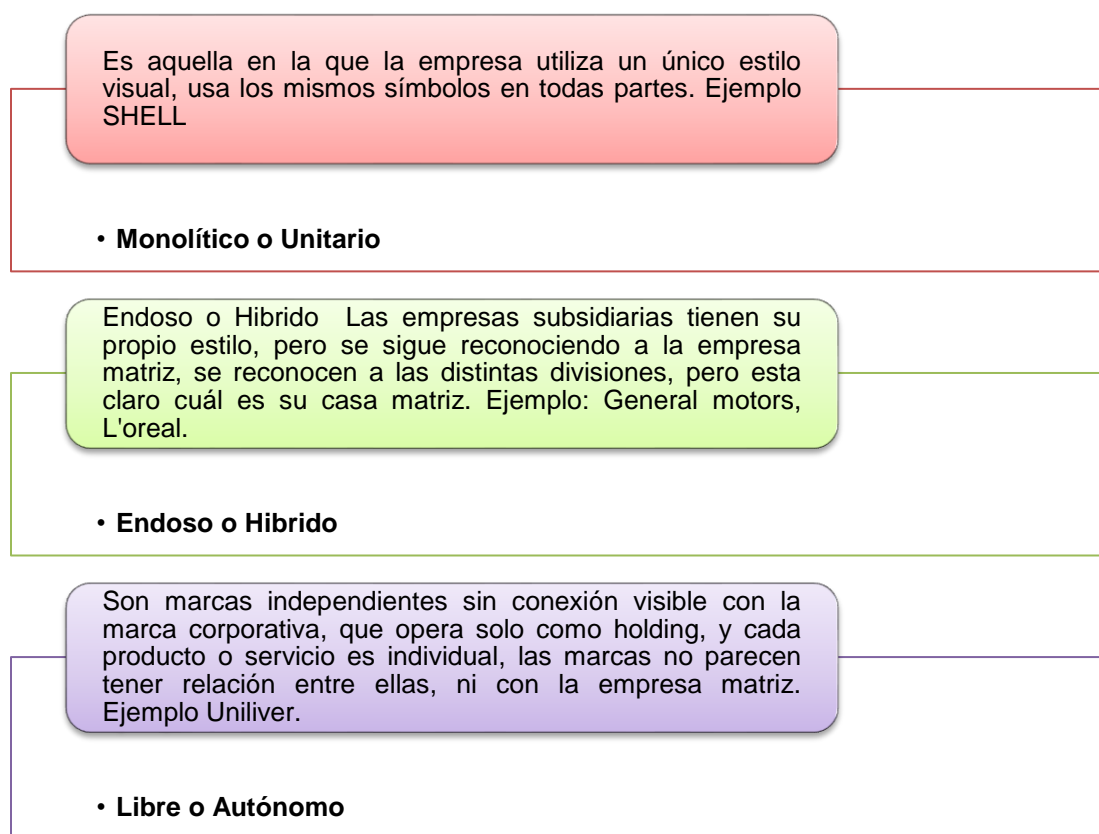 Es aquella en la que la empresa utiliza un único estilo
visual, usa los mismos símbolos en todas partes. Ejemplo
SHELL
• Monolítico o Unitario
Endoso o Hibrido Las empresas subsidiarias tienen su
propio estilo, pero se sigue reconociendo a la empresa
matriz, se reconocen a las distintas divisiones, pero esta
claro cuál es su casa matriz. Ejemplo: General motors,
L'oreal.
• Endoso o Hibrido
Son marcas independientes sin conexión visible con la
marca corporativa, que opera solo como holding, y cada
producto o servicio es individual, las marcas no parecen
tener relación entre ellas, ni con la empresa matriz.
Ejemplo Uniliver.
• Libre o Autónomo